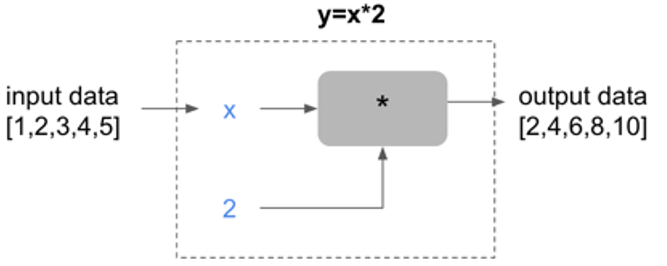 y=x*2
input data
[1,2,3,4,5]
x
*
2
output data
[2,4,6,8,10]